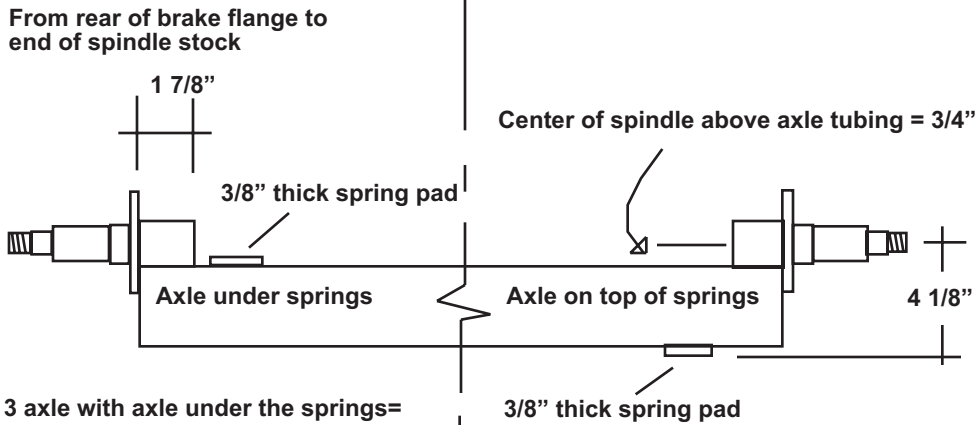 From rear of brake flange to
end of spindle stock
1 7/8”
Center of spindle above axle tubing = 3/4”
3/8” thick spring pad
Axle under springs
Axle on top of springs
4 1/8”
3 axle with axle under the springs=
3/8” thick spring pad